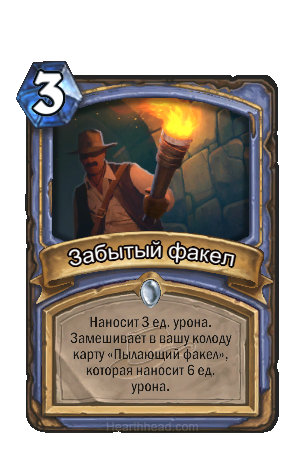 3
Забытый факел
Наносит 3 ед. урона.
Замешивает в вашу колоду
карту «Пылающий факел»,
которая наносит 6 ед.
урона.
Hearthhead.com